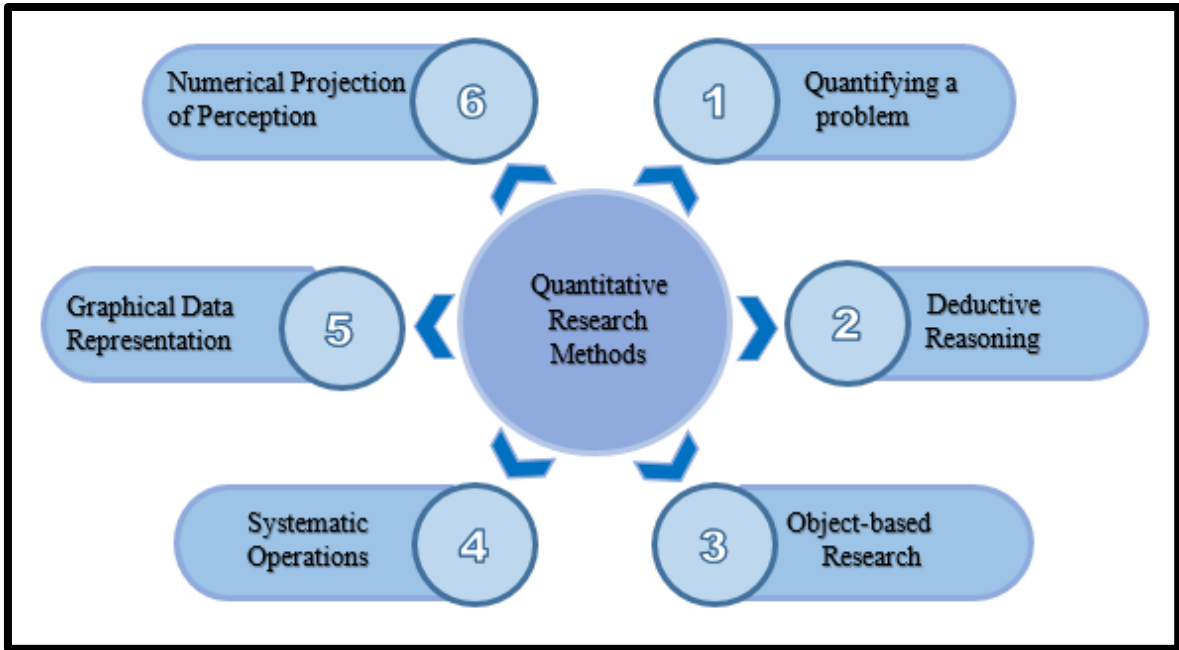 Quantitative
Research
Methods
1
Quantifying a
problem
2
Deductive
Reasoning
3
Object-based
Research
4
Systematic
Operations
5
Graphical Data
Representation
6
Numerical Projection
of Perception